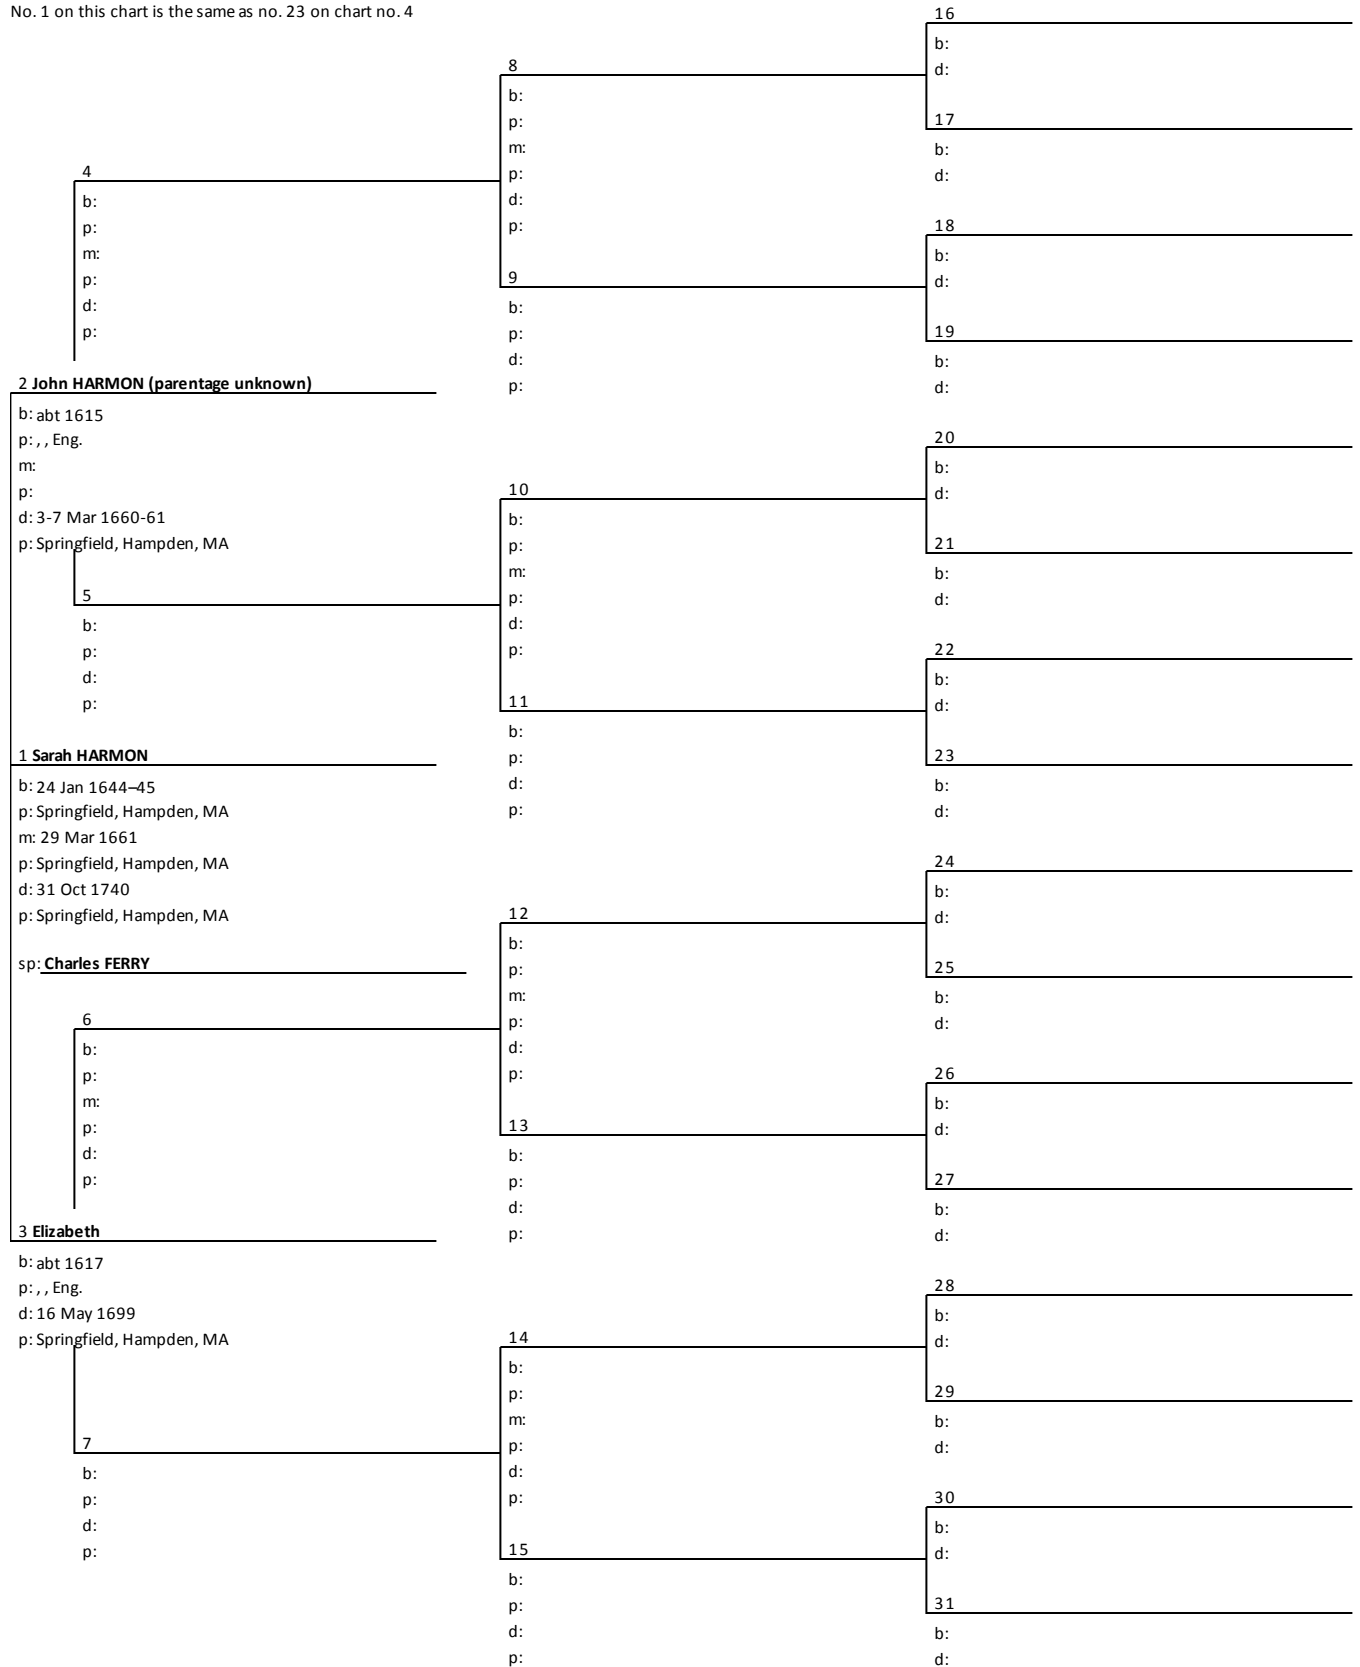 No. 1 on this chart is the same as no. 23 on chart no. 4
16
b:
d:
8
b:
p:
m:
p:
d:
p:
17
b:
d:
4
b:
p:
m:
p:
d:
p:
18
b:
d:
9
b:
p:
d:
p:
19
b:
d:
2 John HARMON (parentage unknown)
b: abt 1615
p: , , Eng.
m:
p:
d: 3-7 Mar 1660-61
p: Springfield, Hampden, MA
20
b:
d:
10
b:
p:
m:
p:
d:
p:
21
b:
d:
5
b:
p:
d:
p:
22
b:
d:
11
b:
p:
d:
p:
23
b:
d:
1 Sarah HARMON
b: 24 Jan 1644–45
p: Springfield, Hampden, MA
m: 29 Mar 1661
p: Springfield, Hampden, MA
d: 31 Oct 1740
p: Springfield, Hampden, MA
sp: Charles FERRY
24
b:
d:
12
b:
p:
m:
p:
d:
p:
25
b:
d:
6
b:
p:
m:
p:
d:
p:
26
b:
d:
13
b:
p:
d:
p:
27
b:
d:
3 Elizabeth
b: abt 1617
p: , , Eng.
d: 16 May 1699
p: Springfield, Hampden, MA
28
b:
d:
14
b:
p:
m:
p:
d:
p:
29
b:
d:
7
b:
p:
d:
p:
30
b:
d:
15
b:
p:
d:
p:
31
b:
d: